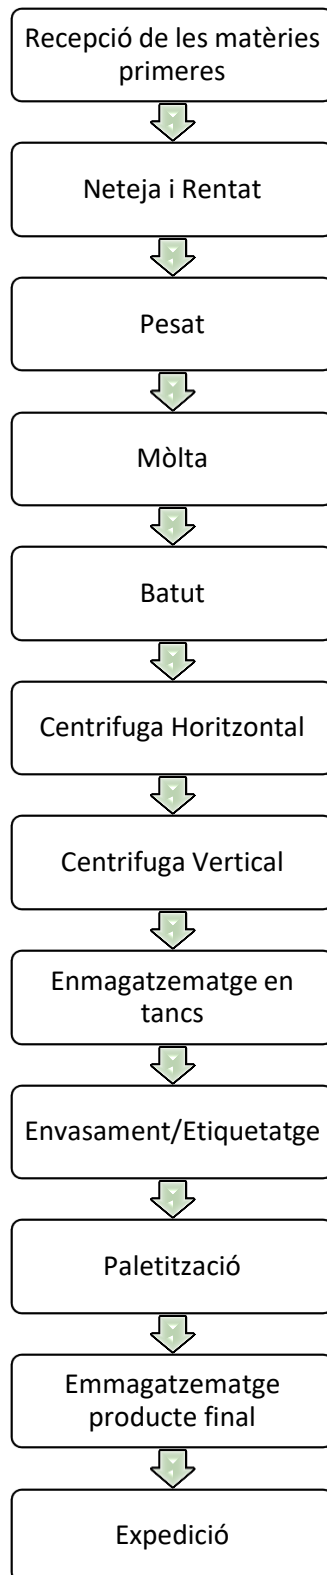 Recepció de les matèries
primeres
Neteja i Rentat
Pesat
Mòlta
Batut
Centrifuga Horitzontal
Centrifuga Vertical
Enmagatzematge en
tancs
Envasament/Etiquetatge
Paletització
Emmagatzematge
producte final
Expedició